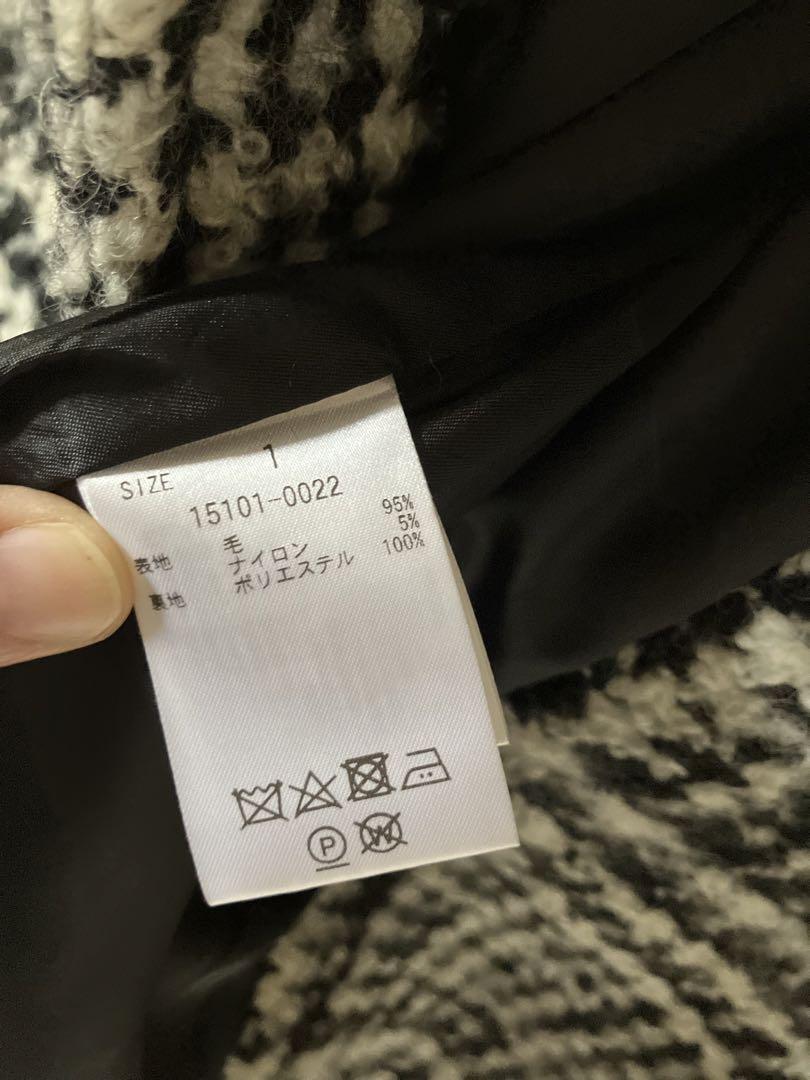 SIZE 1
15101-0022
表地 毛 95%
ナイロン 5%
裏地 ポリエステル 100%
P W